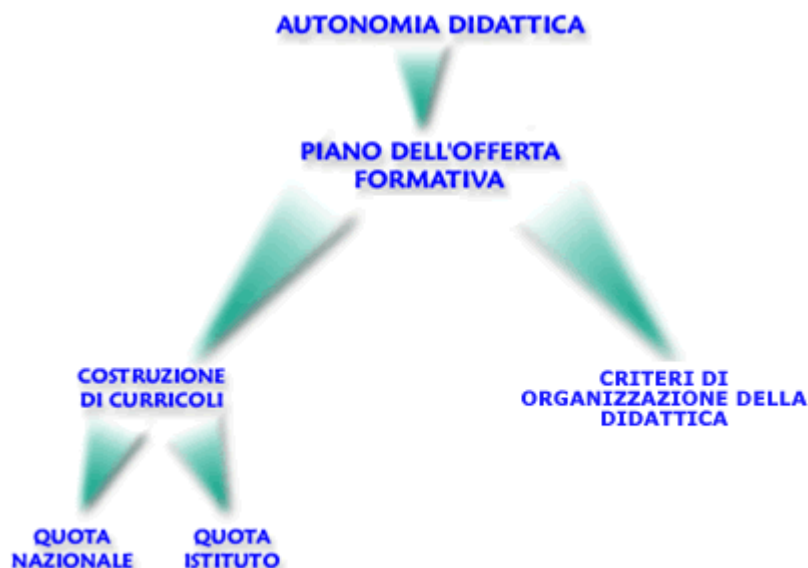 AUTONOMIA DIDATTICA
PIANO DELL'OFFERTA
FORMATIVA
COSTRUZIONE
DI CURRICOLI
CRITERI DI
ORGANIZZAZIONE DELLA
DIDATTICA
QUOTA
NAZIONALE
QUOTA
ISTITUTO